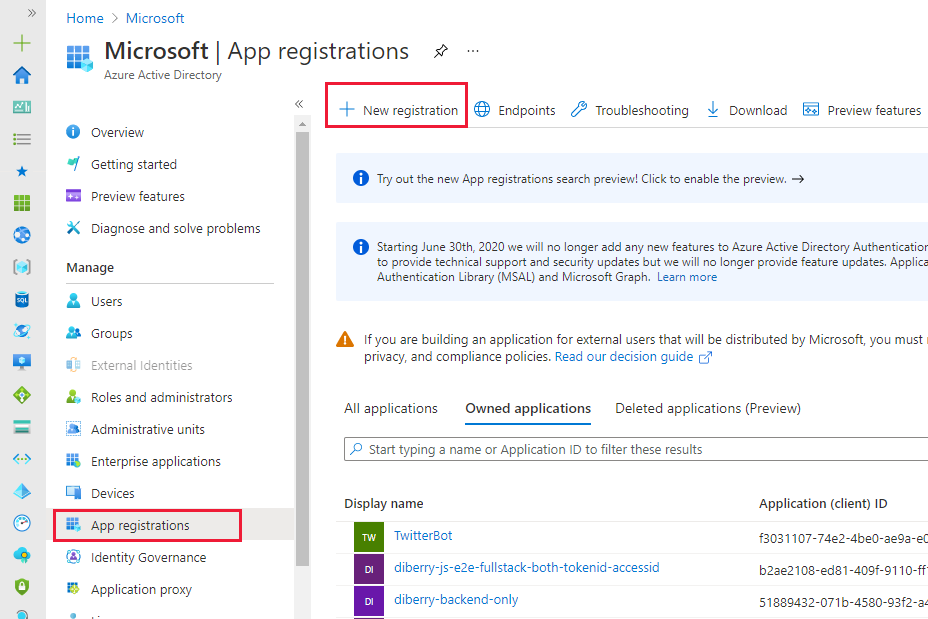 Home > Microsoft
Microsoft | App registrations
Azure Active Directory
New registration
Endpoints
Troubleshooting
Download
Preview features
Overview
Getting started
Preview features
Diagnose and solve problems
Manage
Users
Groups
External Identities
Roles and administrators
Administrative units
Enterprise applications
Devices
App registrations
Identity Governance
Application proxy
Try out the new App registrations search preview! Click to enable the preview. →
Starting June 30th, 2020 we will no longer add any new features to Azure Active Directory Authentication
to provide technical support and security updates but we will no longer provide feature updates. Applica
Authentication Library (MSAL) and Microsoft Graph. Learn more
If you are building an application for external users that will be distributed by Microsoft, you must
privacy, and compliance policies. Read our decision guide
All applications
Owned applications
Deleted applications (Preview)
Start typing a name or Application ID to filter these results
Display name
Application (client) ID
TW
TwitterBot
f3031107-74e2-4be0-ae9a-e0
DI
diberry-js-e2e-fullstack-both-tokenid-accessid
b2ae2108-ed81-409f-9110-ff
DI
diberry-backend-only
51889432-071b-4580-93f2-a4
SQL